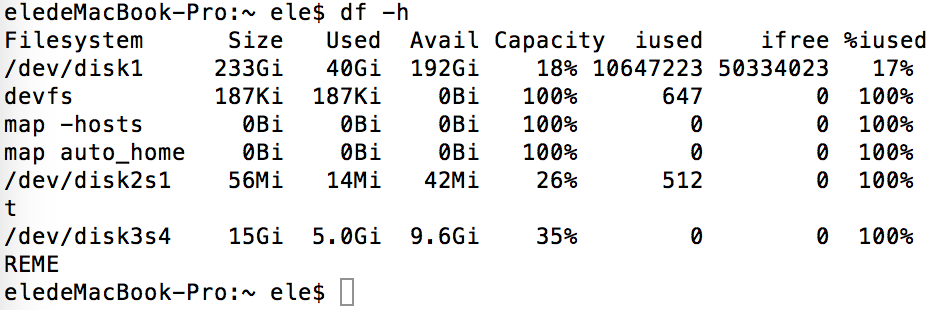 eledeMacBook-Pro:~ ele$ df -h
Filesystem Size Used Avail Capacity iused ifree %iused
/dev/disk1 233Gi 40Gi 192Gi 18% 10647223 50334023 17%
devfs 187Ki 187Ki 0Bi 100% 647 0 100%
map -hosts 0Bi 0Bi 0Bi 100% 0 0 100%
map auto_home 0Bi 0Bi 0Bi 100% 0 0 100%
/dev/disk2s1 56Mi 14Mi 42Mi 26% 512 0 100%
t
/dev/disk3s4 15Gi 5.0Gi 9.6Gi 35% 0 0 100%
REME
eledeMacBook-Pro:~ ele$